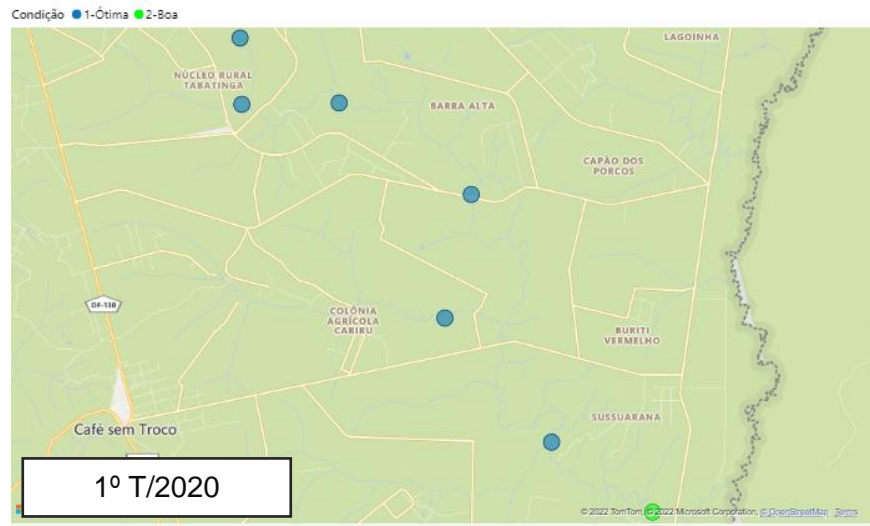 Condição 1-Ótima 2-Boa
LAGOINHA
NÚCLEO RURAL
TABATINGA
BARRA ALTA
CAPÃO DOS
PORCOS
DF-130
COLÔNIA
AGRÍCOLA
CARIRU
BURITI
VERMELHO
SUSSUARANA
Café sem Troco
1º T/2020
© 2022 TomTom, © 2022 Microsoft Corporation, © OpenStreetMap Terms